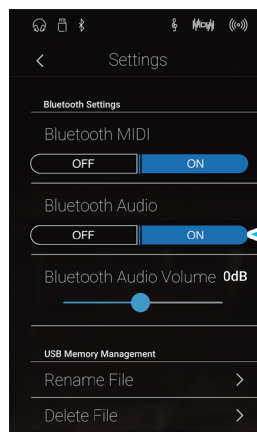 Settings
Bluetooth Settings
Bluetooth MIDI
OFF ON
Bluetooth Audio
OFF ON
Bluetooth Audio Volume 0dB
USB Memory Management
Rename File
Delete File